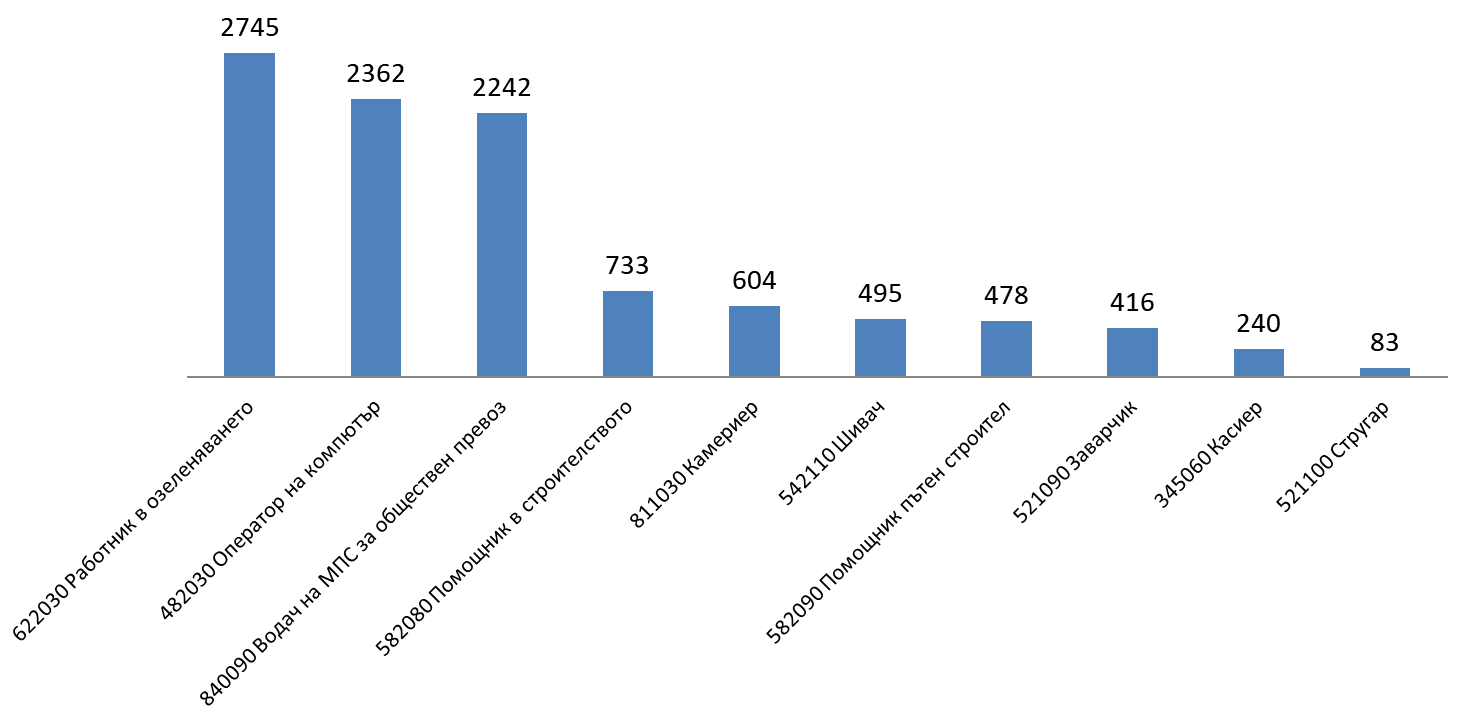 2745
2362
2242
733
604
495
478
416
240
83
622030 Работник в озеленяването
482030 Оператор на компютър
840090 Водач на МПС за обществен превоз
582080 Помощник в строителството
811030 Камериер
542110 Шивач
582090 Помощник пътен строител
521090 Заварчик
345060 Касиер
521100 Стругар